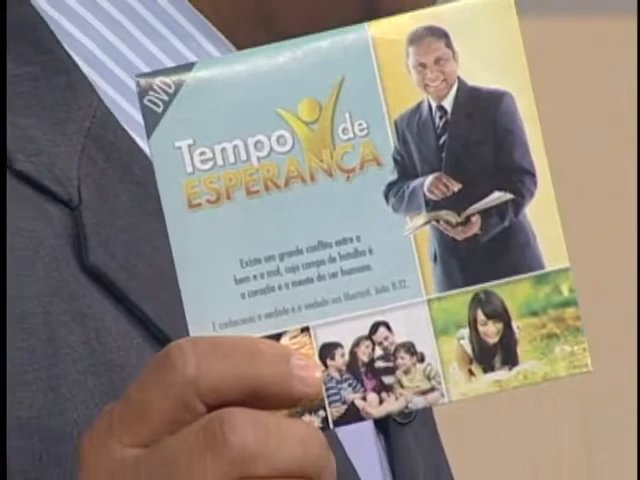 DVD
Tempo de
ESPERANÇA
Existe um grande conflito entre o
bem e o mal, cujo campo de batalha é
o coração e a mente do ser humano.
E conhecereis a verdade e a verdade vos libertará. João 8:32.